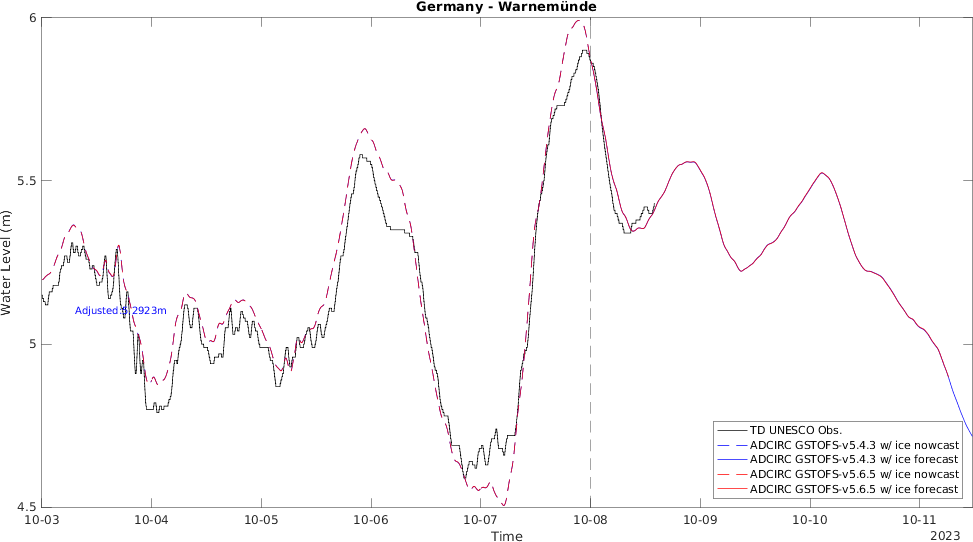 Germany - Warnemünde
6
5.5
5
4.5
Water Level (m)
Adjusted:5.2923m
TD UNESCO Obs.
ADCIRC GSTOFS-v5.4.3 w/ ice nowcast
ADCIRC GSTOFS-v5.4.3 w/ ice forecast
ADCIRC GSTOFS-v5.6.5 w/ ice nowcast
ADCIRC GSTOFS-v5.6.5 w/ ice forecast
10-03 10-04 10-05 10-06 10-07 10-08 10-09 10-10 10-11
Time
2023